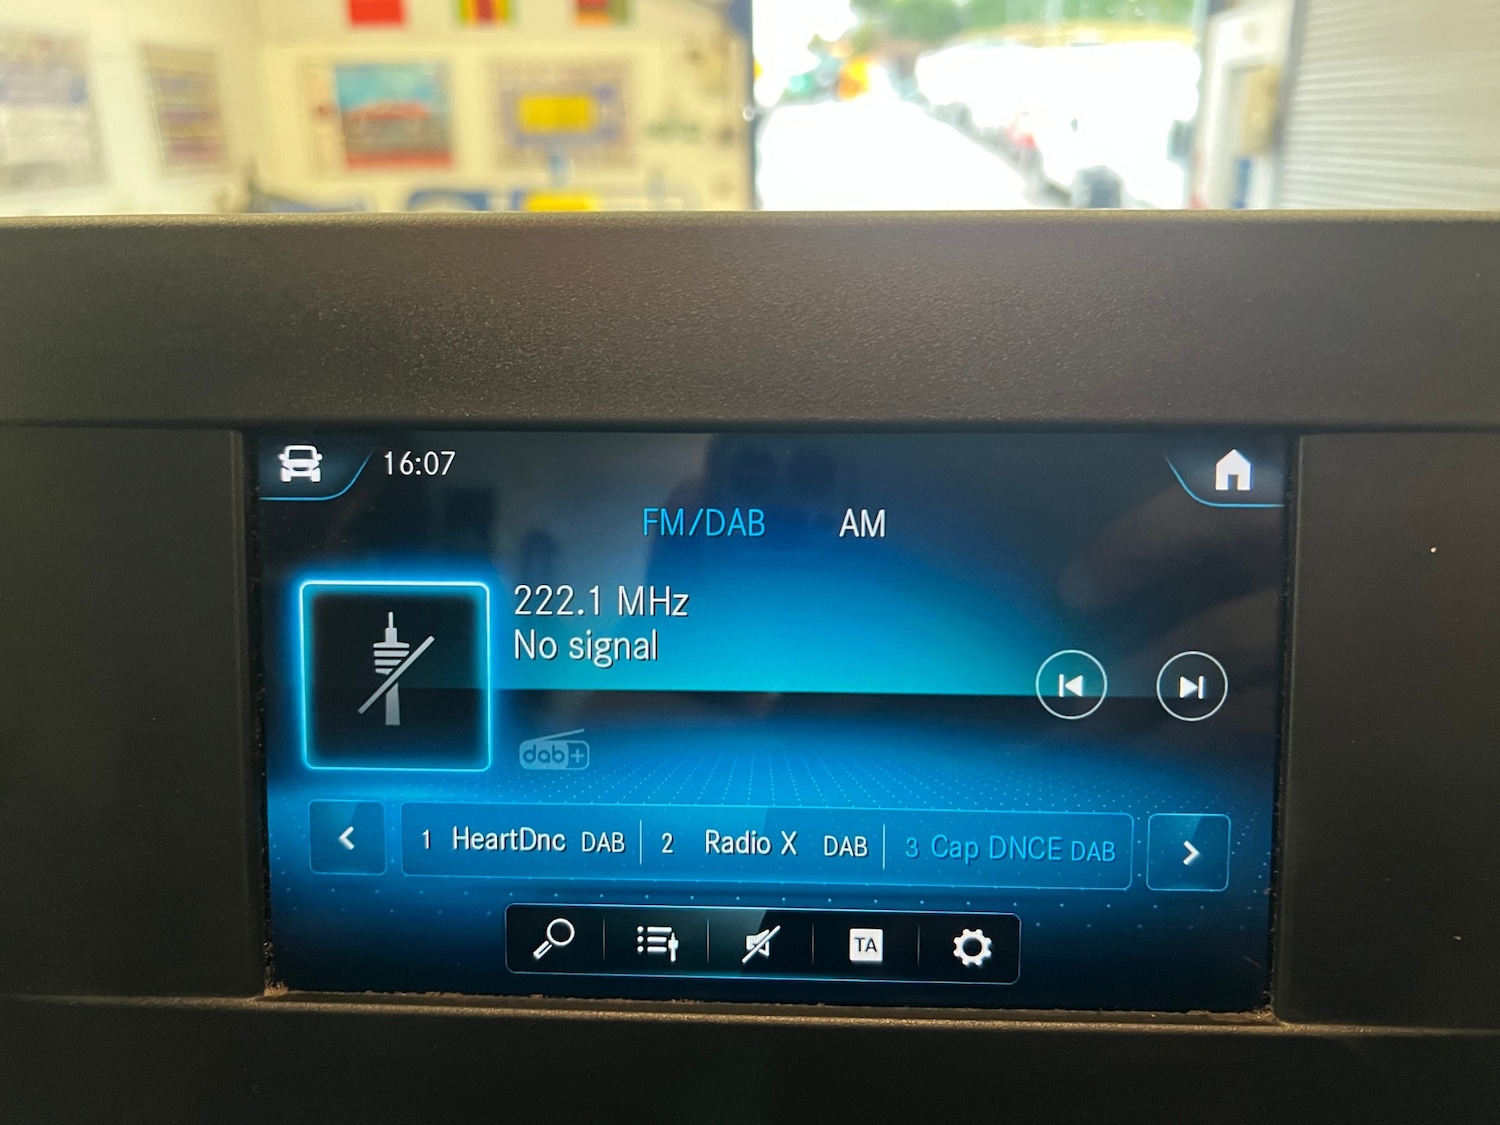 16:07
FM/DAB AM
222.1 MHz
No signal
dab+
1 HeartDnc DAB 2 Radio X DAB 3 Cap DNCE DAB
TA